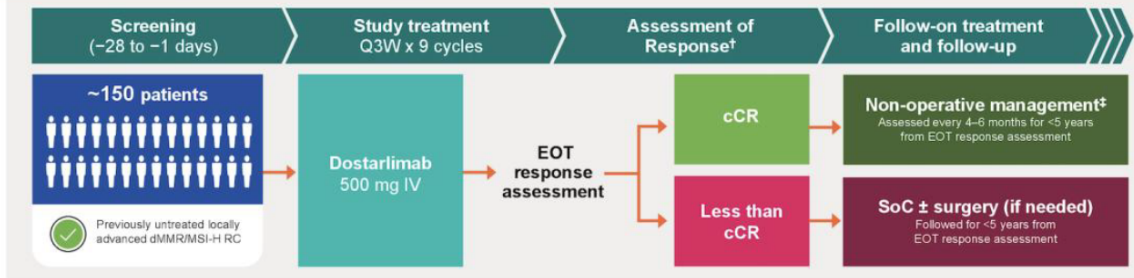 Screening
(−28 to −1 days)
Study treatment
Q3W x 9 cycles
Assessment of
Response†
Follow-on treatment
and follow-up
~150 patients
Previously untreated locally
advanced dMMR/MSI-H RC
Dostarlimab
500 mg IV
EOT
response
assessment
cCR
Less than
cCR
Non-operative management‡
Assessed every 4–6 months for <5 years
from EOT response assessment
SoC ± surgery (if needed)
Followed for <5 years from
EOT response assessment